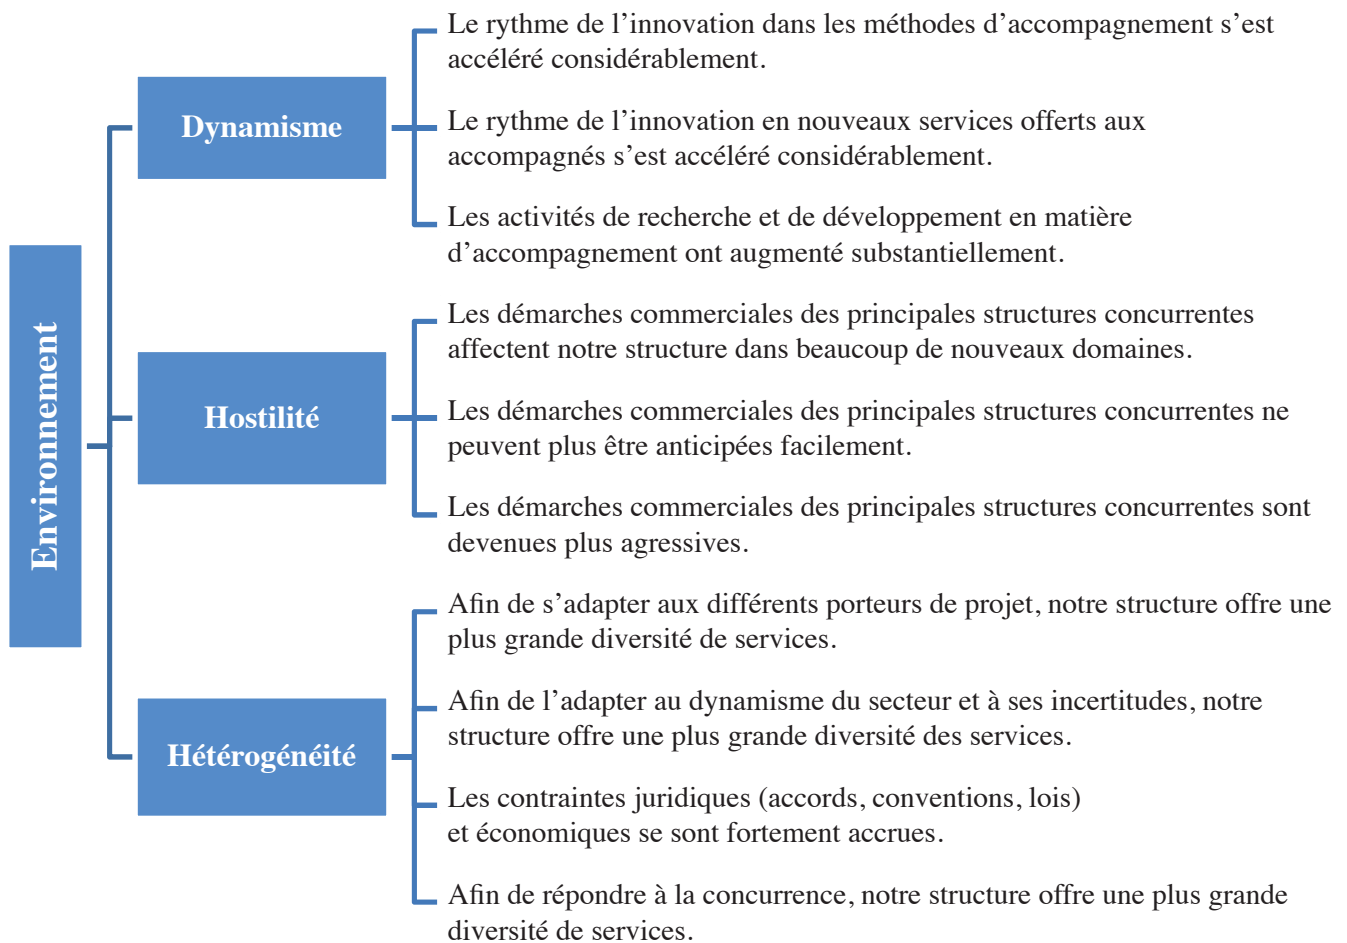 Environnement
Dynamisme
Le rythme de l’innovation dans les méthodes d’accompagnement s’est
accéléré considérablement.
Le rythme de l’innovation en nouveaux services offerts aux
accompagnés s’est accéléré considérablement.
Les activités de recherche et de développement en matière
d’accompagnement ont augmenté substantiellement.
Hostilité
Les démarches commerciales des principales structures concurrentes
affectent notre structure dans beaucoup de nouveaux domaines.
Les démarches commerciales des principales structures concurrentes ne
peuvent plus être anticipées facilement.
Les démarches commerciales des principales structures concurrentes sont
devenues plus agressives.
Hétérogénéité
Afin de s’adapter aux différents porteurs de projet, notre structure offre une
plus grande diversité de services.
Afin de l’adapter au dynamisme du secteur et à ses incertitudes, notre
structure offre une plus grande diversité des services.
Les contraintes juridiques (accords, conventions, lois)
et économiques se sont fortement accrues.
Afin de répondre à la concurrence, notre structure offre une plus grande
diversité de services.